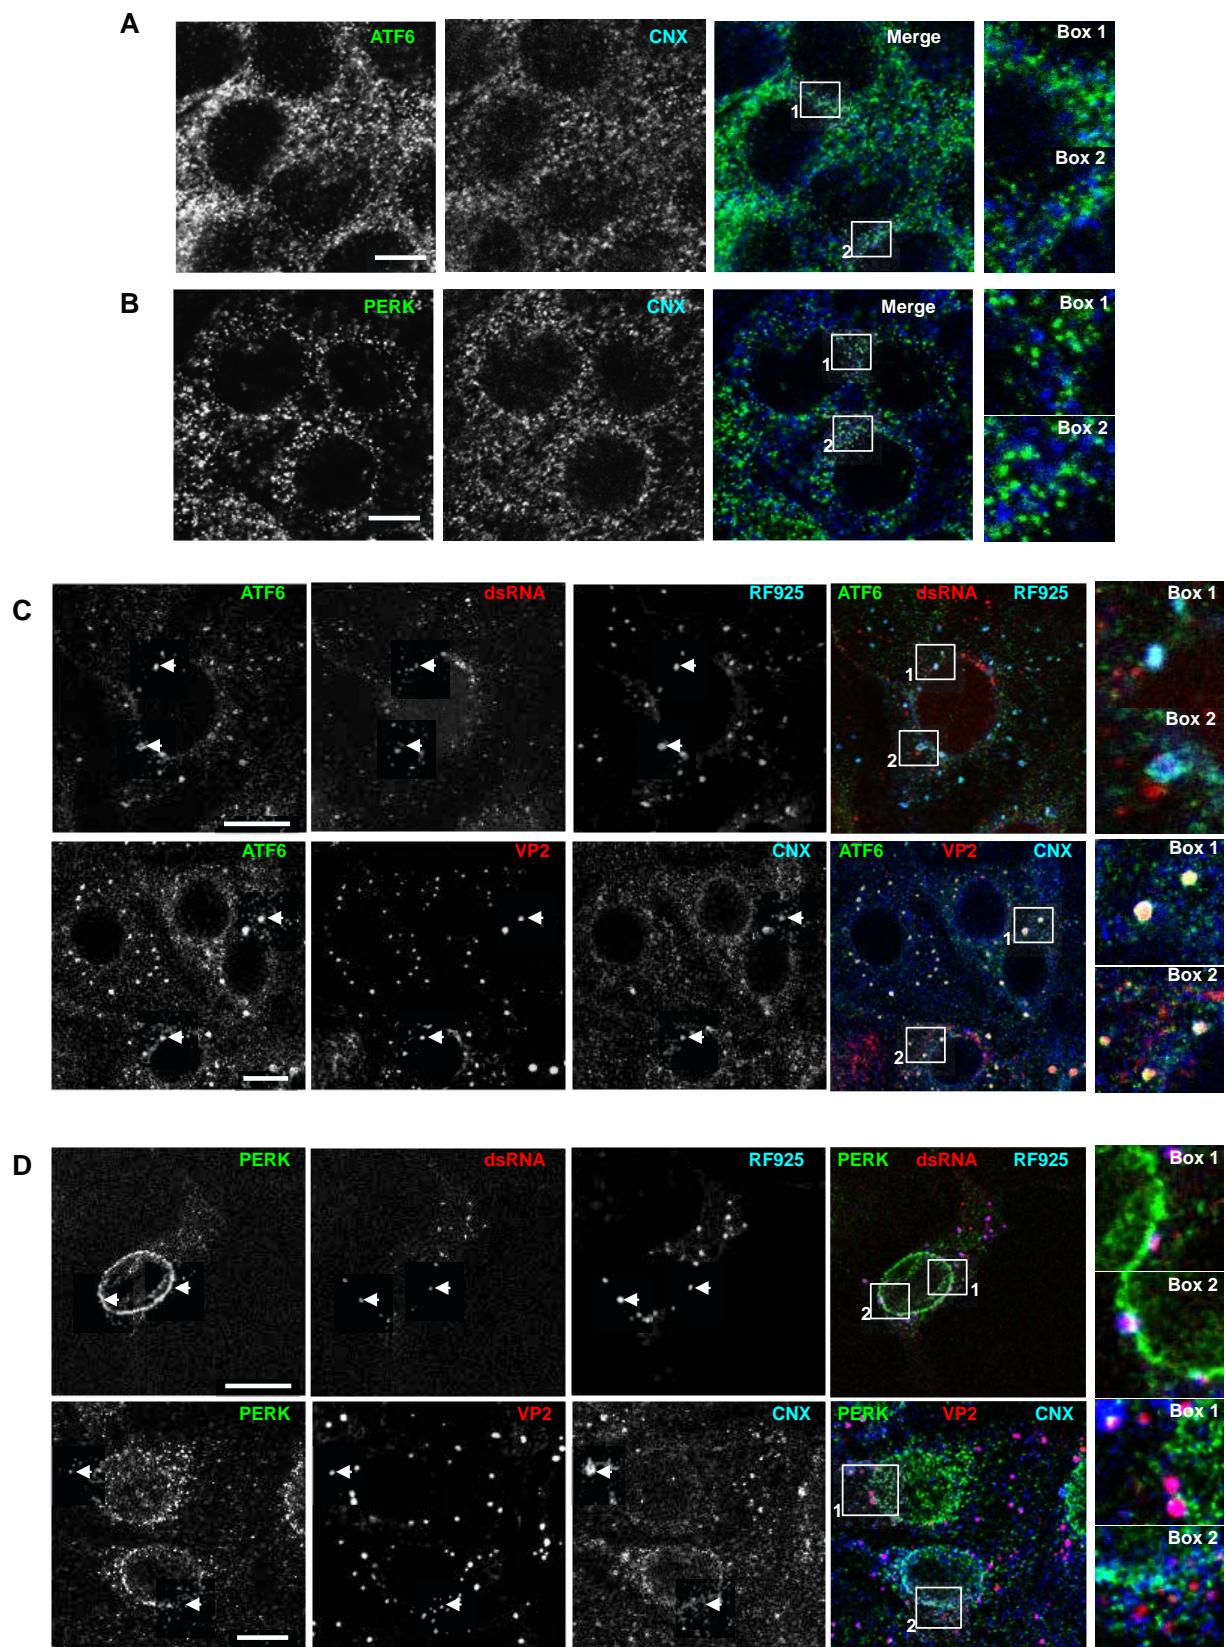 A
ATF6
CNX
Merge
Box 1
1
Box 2
2
B
PERK
CNX
Merge
Box 1
1
Box 2
2
C
ATF6
dsRNA
RF925
ATF6 dsRNA RF925
Box 1
1
Box 2
2
ATF6
VP2
CNX
ATF6 VP2 CNX
Box 1
1
Box 2
2
D
PERK
dsRNA
RF925
PERK dsRNA RF925
Box 1
1
Box 2
2
PERK
VP2
CNX
PERK VP2 CNX
Box 1
1
Box 2
2